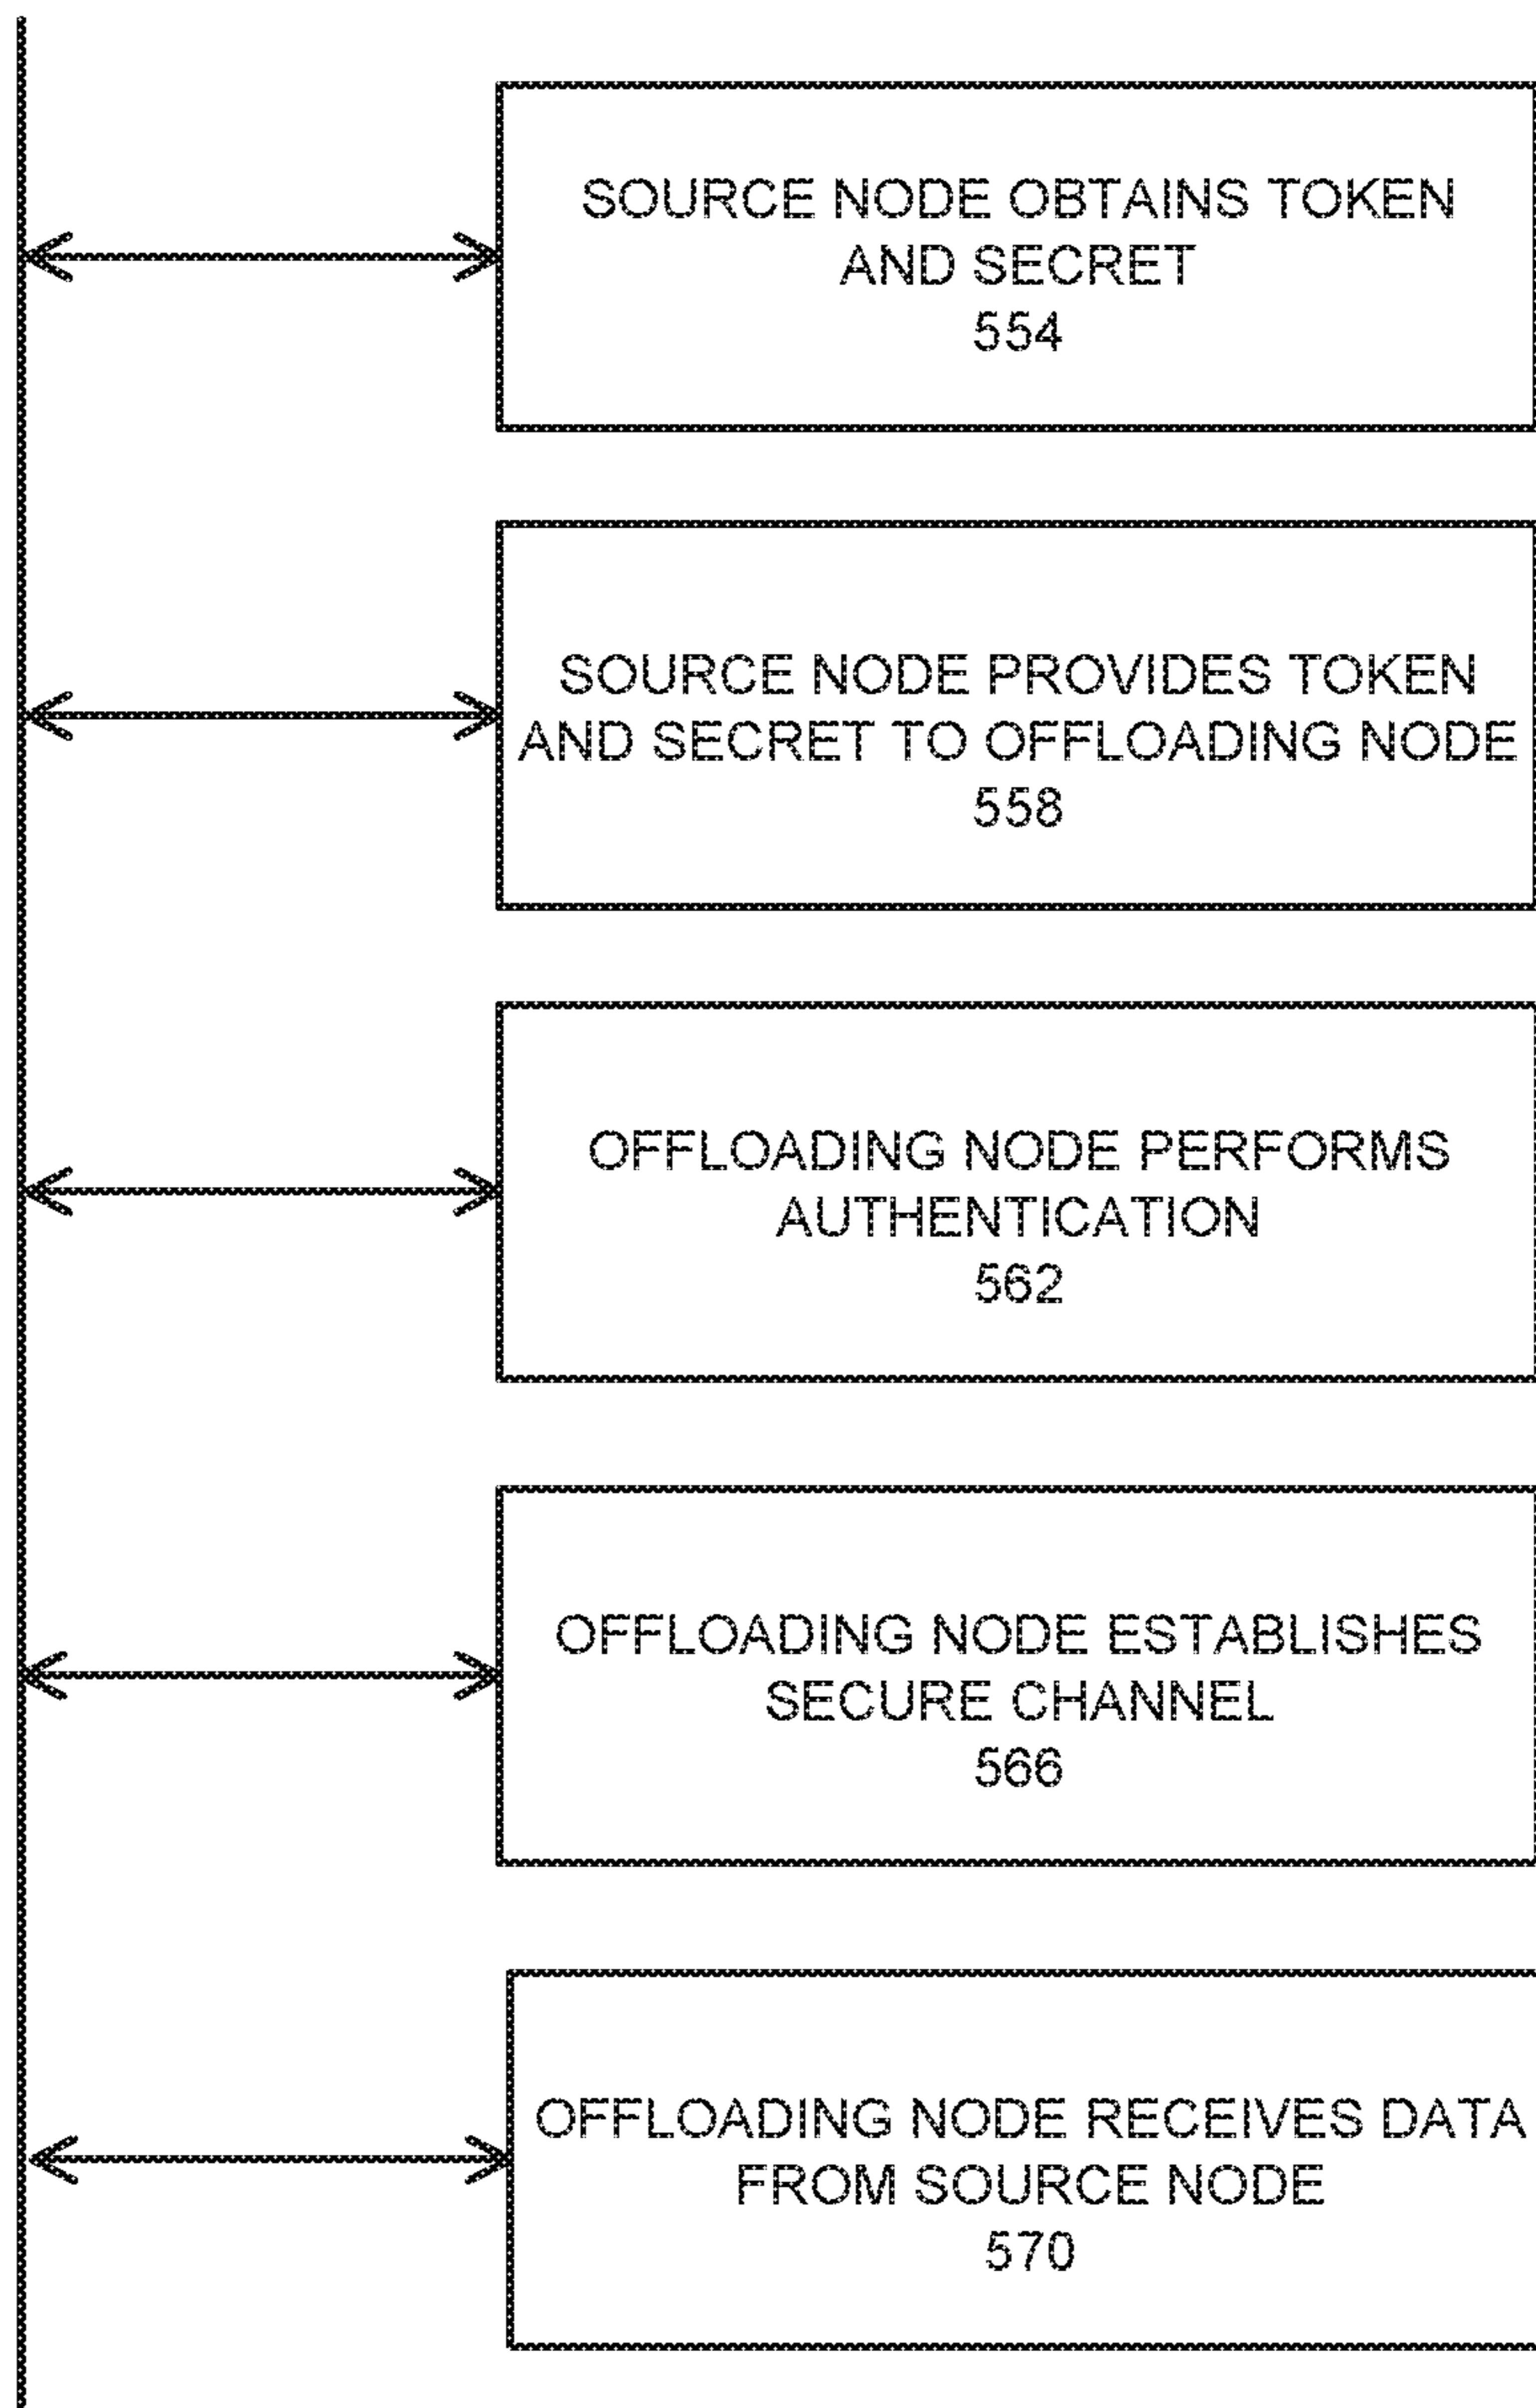 SOURCE NODE OBTAINS TOKEN
AND SECRET
554
SOURCE NODE PROVIDES TOKEN
AND SECRET TO OFFLOADING NODE
558
OFFLOADING NODE PERFORMS
AUTHENTICATION
562
OFFLOADING NODE ESTABLISHES
SECURE CHANNEL
566
OFFLOADING NODE RECEIVES DATA
FROM SOURCE NODE
570